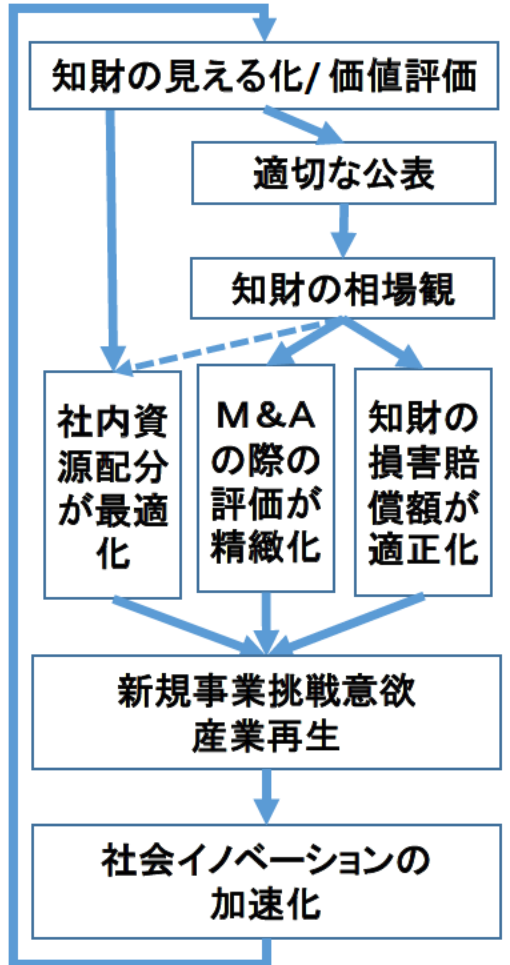 知財の見える化/価値評価
適切な公表
知財の相場観
社内資
源配分
が最適
化
M&A
の際の
評価が
精緻化
知財の
損害賠
償額が
適正化
新規事業挑戦意欲
産業再生
社会イノベーションの
加速化